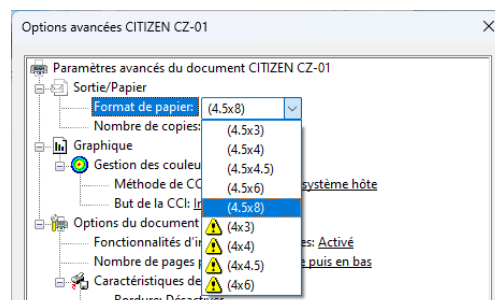 Options avancées CITIZEN CZ-01
Paramètres avancés du document CITIZEN CZ-01
Sortie/Papier
Format de papier: (4.5x8)
Nombre de copies:
(4.5x3)
(4.5x4)
(4.5x4.5)
(4.5x6)
(4.5x8)
(4x3)
(4x4)
(4x4.5)
(4x6)
Graphique
Gestion des couleu
Méthode de CC système hôte
But de la CCI: I
Options du document
Fonctionnalités d'i es: Activé
Nombre de pages p e puis en bas
Caractéristiques de